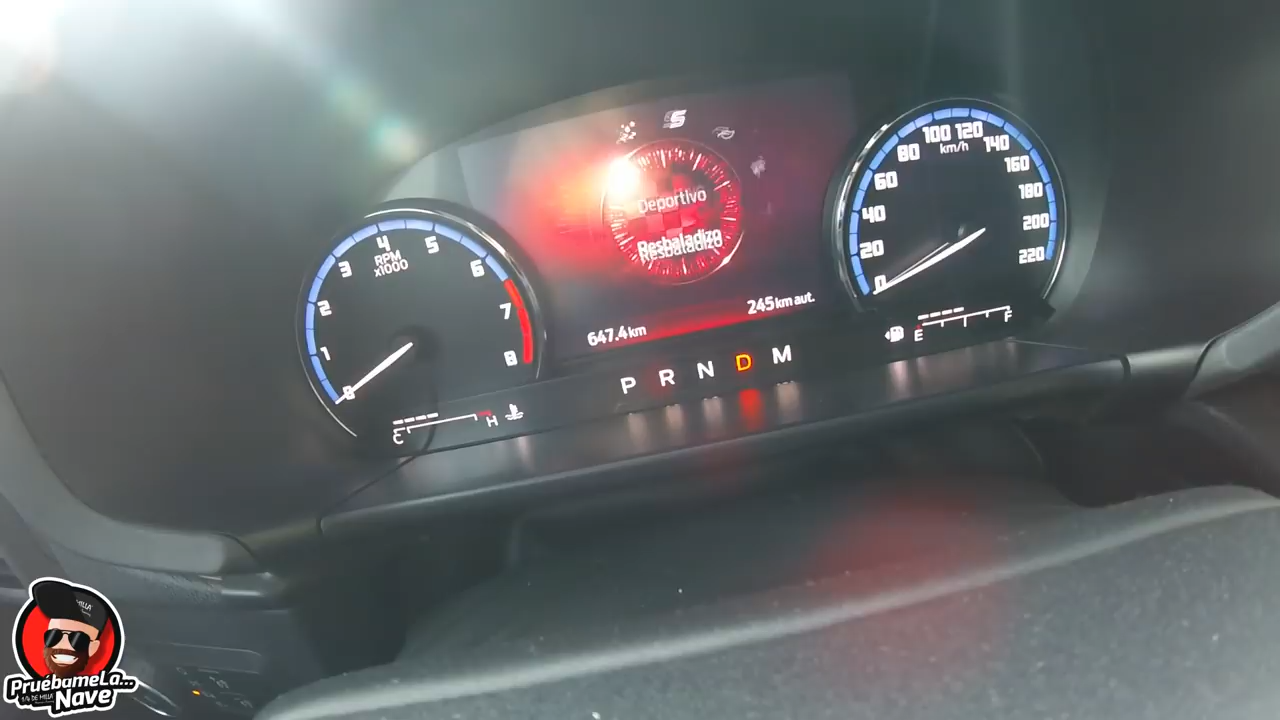 Deportivo
Resbaladizo
Resbaladizo
647.4 km
245 km aut.
P R N D M
0 1 2 3 4 5 6 7 8
RPM
x1000
H
0 20 40 60 80 100 120 140 160 180 200 220
km/h
E F
PruébameLa...
Nave